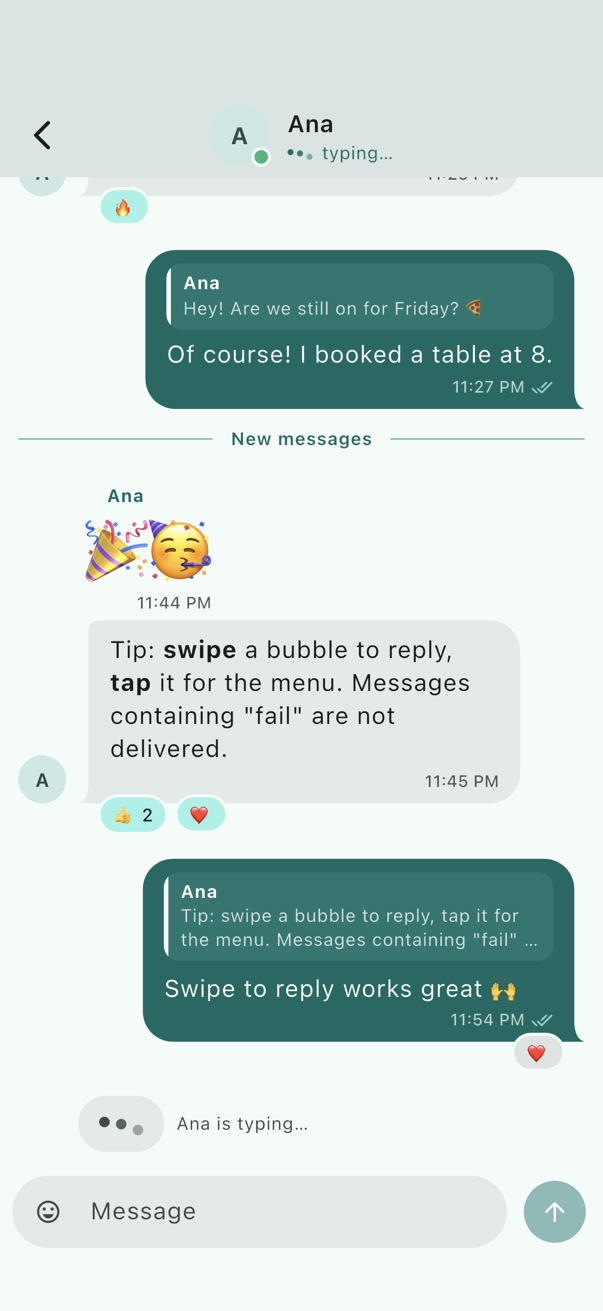 A
Ana
typing...
🔥
Ana
Hey! Are we still on for Friday? 🍕
Of course! I booked a table at 8.
11:27 PM
New messages
Ana
🎉🥳
11:44 PM
Tip: swipe a bubble to reply,
tap it for the menu. Messages
containing "fail" are not
delivered.
11:45 PM
A
👍 2 ❤️
Ana
Tip: swipe a bubble to reply, tap it for
the menu. Messages containing "fail" ...
Swipe to reply works great 🙌
11:54 PM
❤️
Ana is typing...
Message